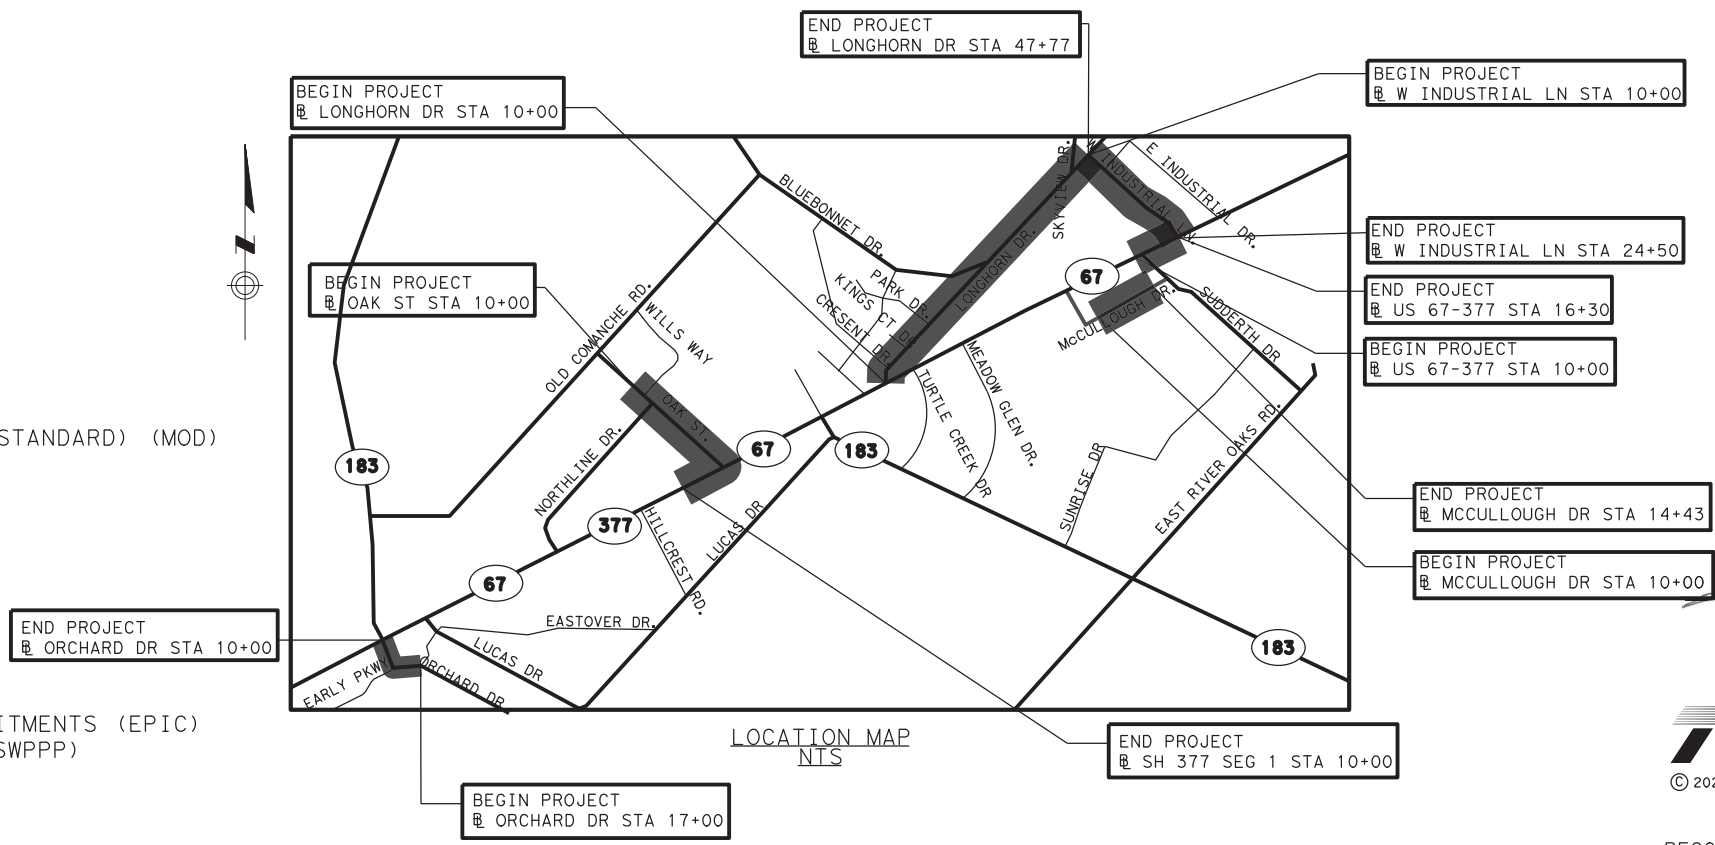 END PROJECT
℄ LONGHORN DR STA 47+77
BEGIN PROJECT
℄ W INDUSTRIAL LN STA 10+00
BEGIN PROJECT
℄ LONGHORN DR STA 10+00
SKYVIEW DR.
W INDUSTRIAL LN.
E INDUSTRIAL DR.
BLUEBONNET DR.
END PROJECT
℄ W INDUSTRIAL LN STA 24+50
BEGIN PROJECT
℄ OAK ST STA 10+00
PARK DR.
KINGS CT DR
CRESENT DR.
LONGHORN DR.
67
McCULLOUGH DR.
SUDDERTH DR
END PROJECT
℄ US 67-377 STA 16+30
BEGIN PROJECT
℄ US 67-377 STA 10+00
OLD COMANCHE RD.
WILLS WAY
OAK ST.
NORTHLINE DR.
TURTLE CREEK DR
MEADOW GLEN DR.
STANDARD) (MOD)
183
67
183
377
HILLCREST RD.
LUCAS DR
SUNRISE DR
EAST RIVER OAKS RD.
END PROJECT
℄ MCCULLOUGH DR STA 14+43
BEGIN PROJECT
℄ MCCULLOUGH DR STA 10+00
67
END PROJECT
℄ ORCHARD DR STA 10+00
EASTOVER DR.
LUCAS DR
EARLY PKWY
ORCHARD DR
183
ITMENTS (EPIC)
SWPPP)
LOCATION MAP
NTS
END PROJECT
℄ SH 377 SEG 1 STA 10+00
BEGIN PROJECT
℄ ORCHARD DR STA 17+00
© 202